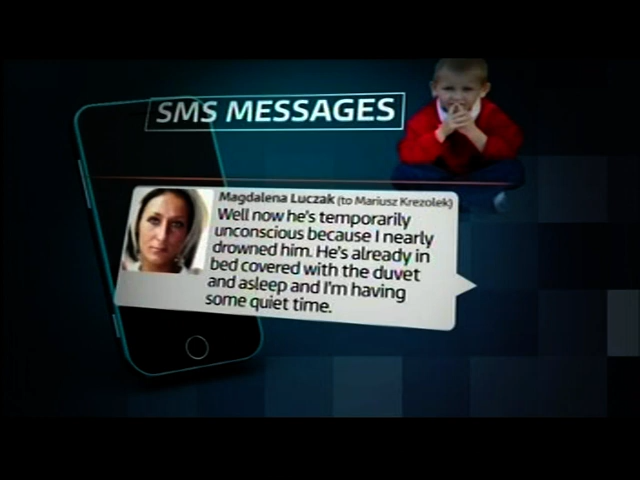 SMS MESSAGES
Magdalena Luczak (to Mariusz Krezolek)
Well now he's temporarily
unconscious because I nearly
drowned him. He's already in
bed covered with the duvet
and asleep and I'm having
some quiet time.